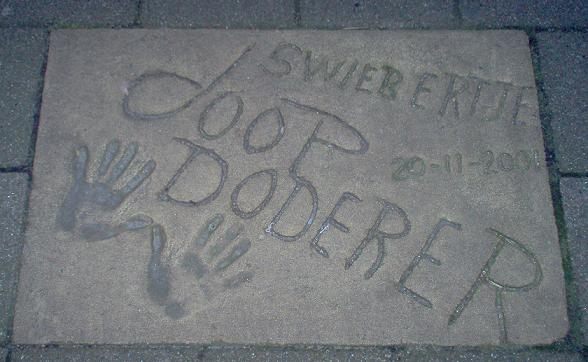 SWIEBERTJE
JOOP
20-11-2001
DODERER